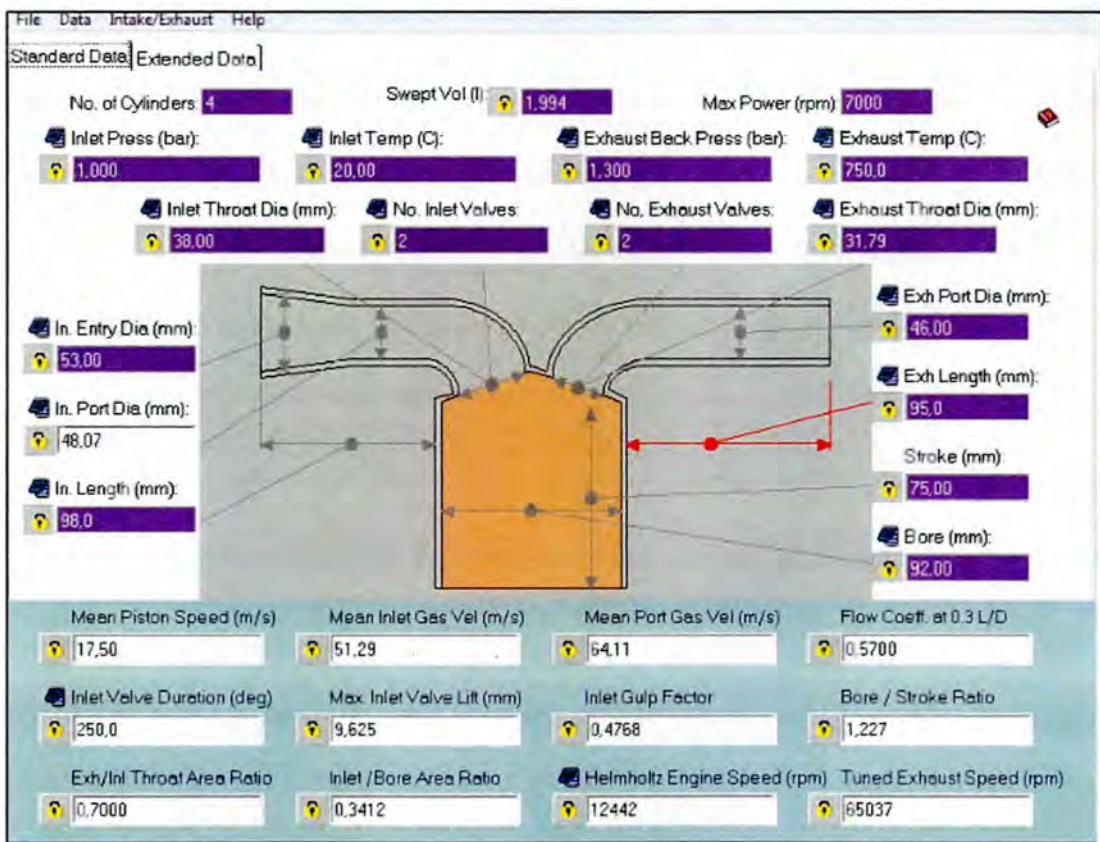 File Data Intake/Exhaust Help
Standard Data Extended Data
No. of Cylinders: 4 Swept Vol (l): 1,994 Max Power (rpm): 7000
Inlet Press (bar): Inlet Temp (C): Exhaust Back Press (bar): Exhaust Temp (C):
1,000 20,00 1,300 750,0
Inlet Throat Dia (mm): No. Inlet Valves: No. Exhaust Valves: Exhaust Throat Dia (mm):
38,00 2 2 31,79
Exh Port Dia (mm):
46,00
In. Entry Dia (mm):
53,00
Exh Length (mm):
95,0
In. Port Dia (mm):
48,07
Stroke (mm):
75,00
In. Length (mm):
98,0
Bore (mm):
92,00
Mean Piston Speed (m/s) Mean Inlet Gas Vel (m/s) Mean Port Gas Vel (m/s) Flow Coeff. at 0.3 L/D
17,50 51,29 64,11 0,5700
Inlet Valve Duration (deg) Max. Inlet Valve Lift (mm) Inlet Gulp Factor Bore / Stroke Ratio
250,0 9,625 0,4768 1,227
Exh/Inl Throat Area Ratio Inlet /Bore Area Ratio Helmholtz Engine Speed (rpm) Tuned Exhaust Speed (rpm)
0,7000 0,3412 12442 65037